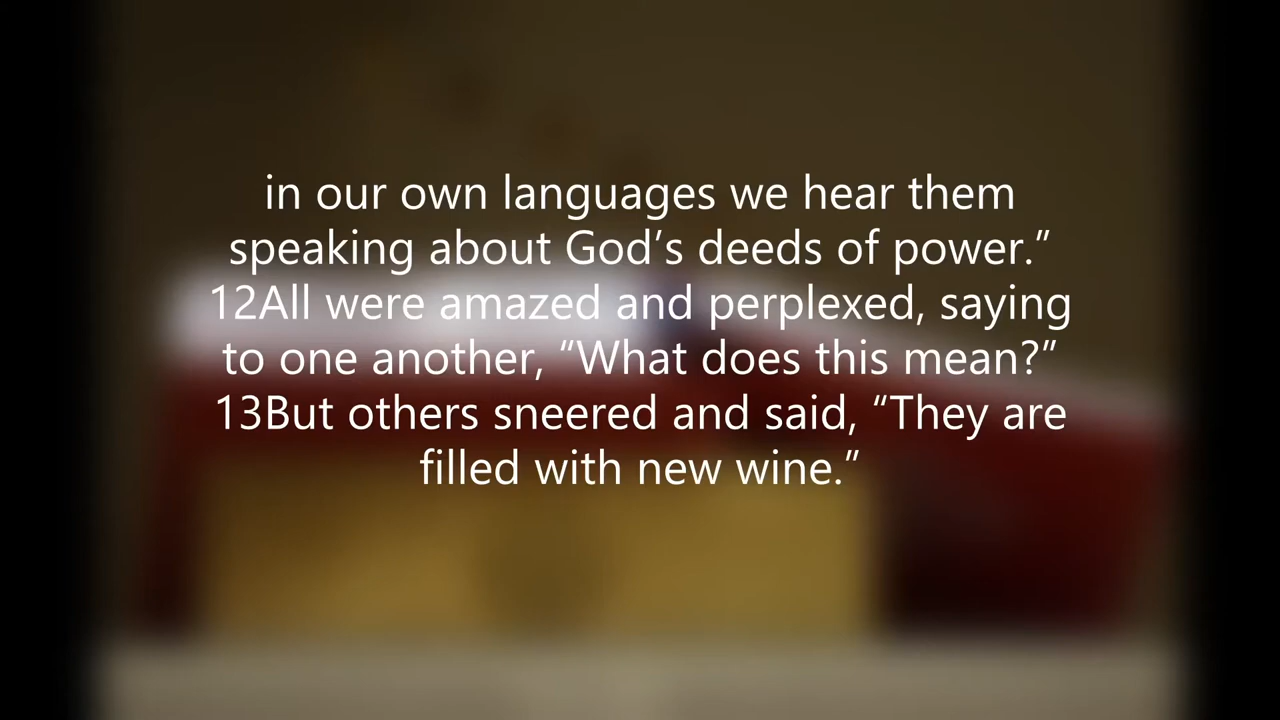 in our own languages we hear them
speaking about God’s deeds of power.”
12All were amazed and perplexed, saying
to one another, “What does this mean?”
13But others sneered and said, “They are
filled with new wine.”